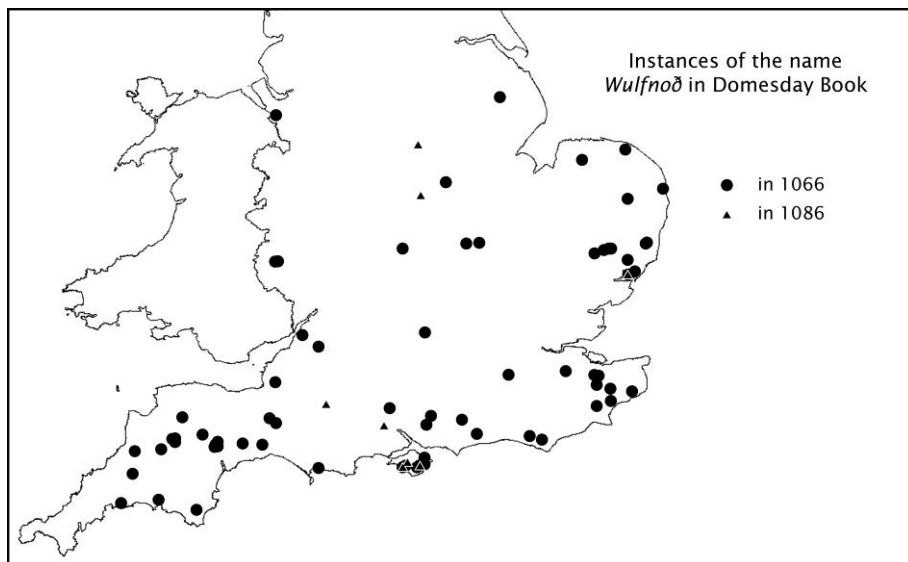 Instances of the name
Wulfnoð in Domesday Book
in 1066
in 1086